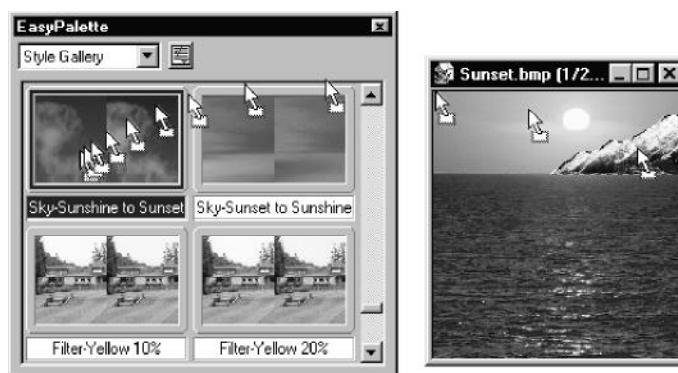 EasyPalette
Style Gallery
Sky-Sunshine to Sunset
Sky-Sunset to Sunshine
Filter-Yellow 10%
Filter-Yellow 20%
Sunset.bmp (1/2...